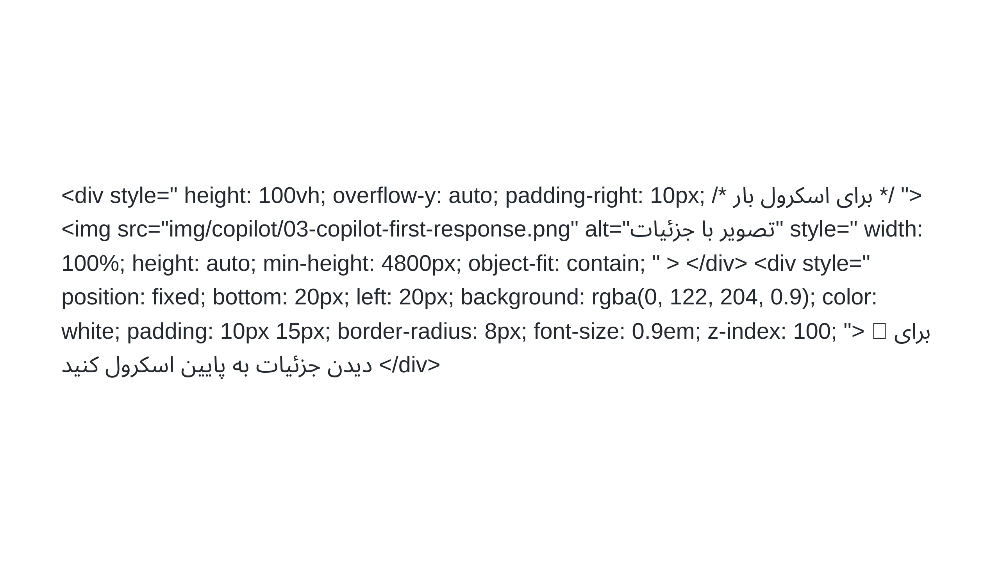 <div style=" height: 100vh; overflow-y: auto; padding-right: 10px; /* برای اسکرول بار */ ">
<img src="img/copilot/03-copilot-first-response.png" alt="تصویر با جزئیات" style=" width:
100%; height: auto; min-height: 4800px; object-fit: contain; " > </div> <div style="
position: fixed; bottom: 20px; left: 20px; background: rgba(0, 122, 204, 0.9); color:
white; padding: 10px 15px; border-radius: 8px; font-size: 0.9em; z-index: 100; "> برای
دیدن جزئیات به پایین اسکرول کنید </div>